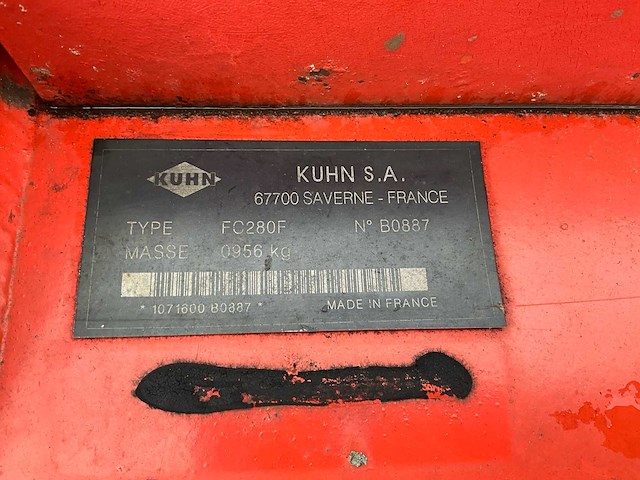 KUHN
KUHN S.A.
67700 SAVERNE - FRANCE
TYPE FC280F N° B0887
MASSE 0956 kg
* 1071600 B0887 *
MADE IN FRANCE